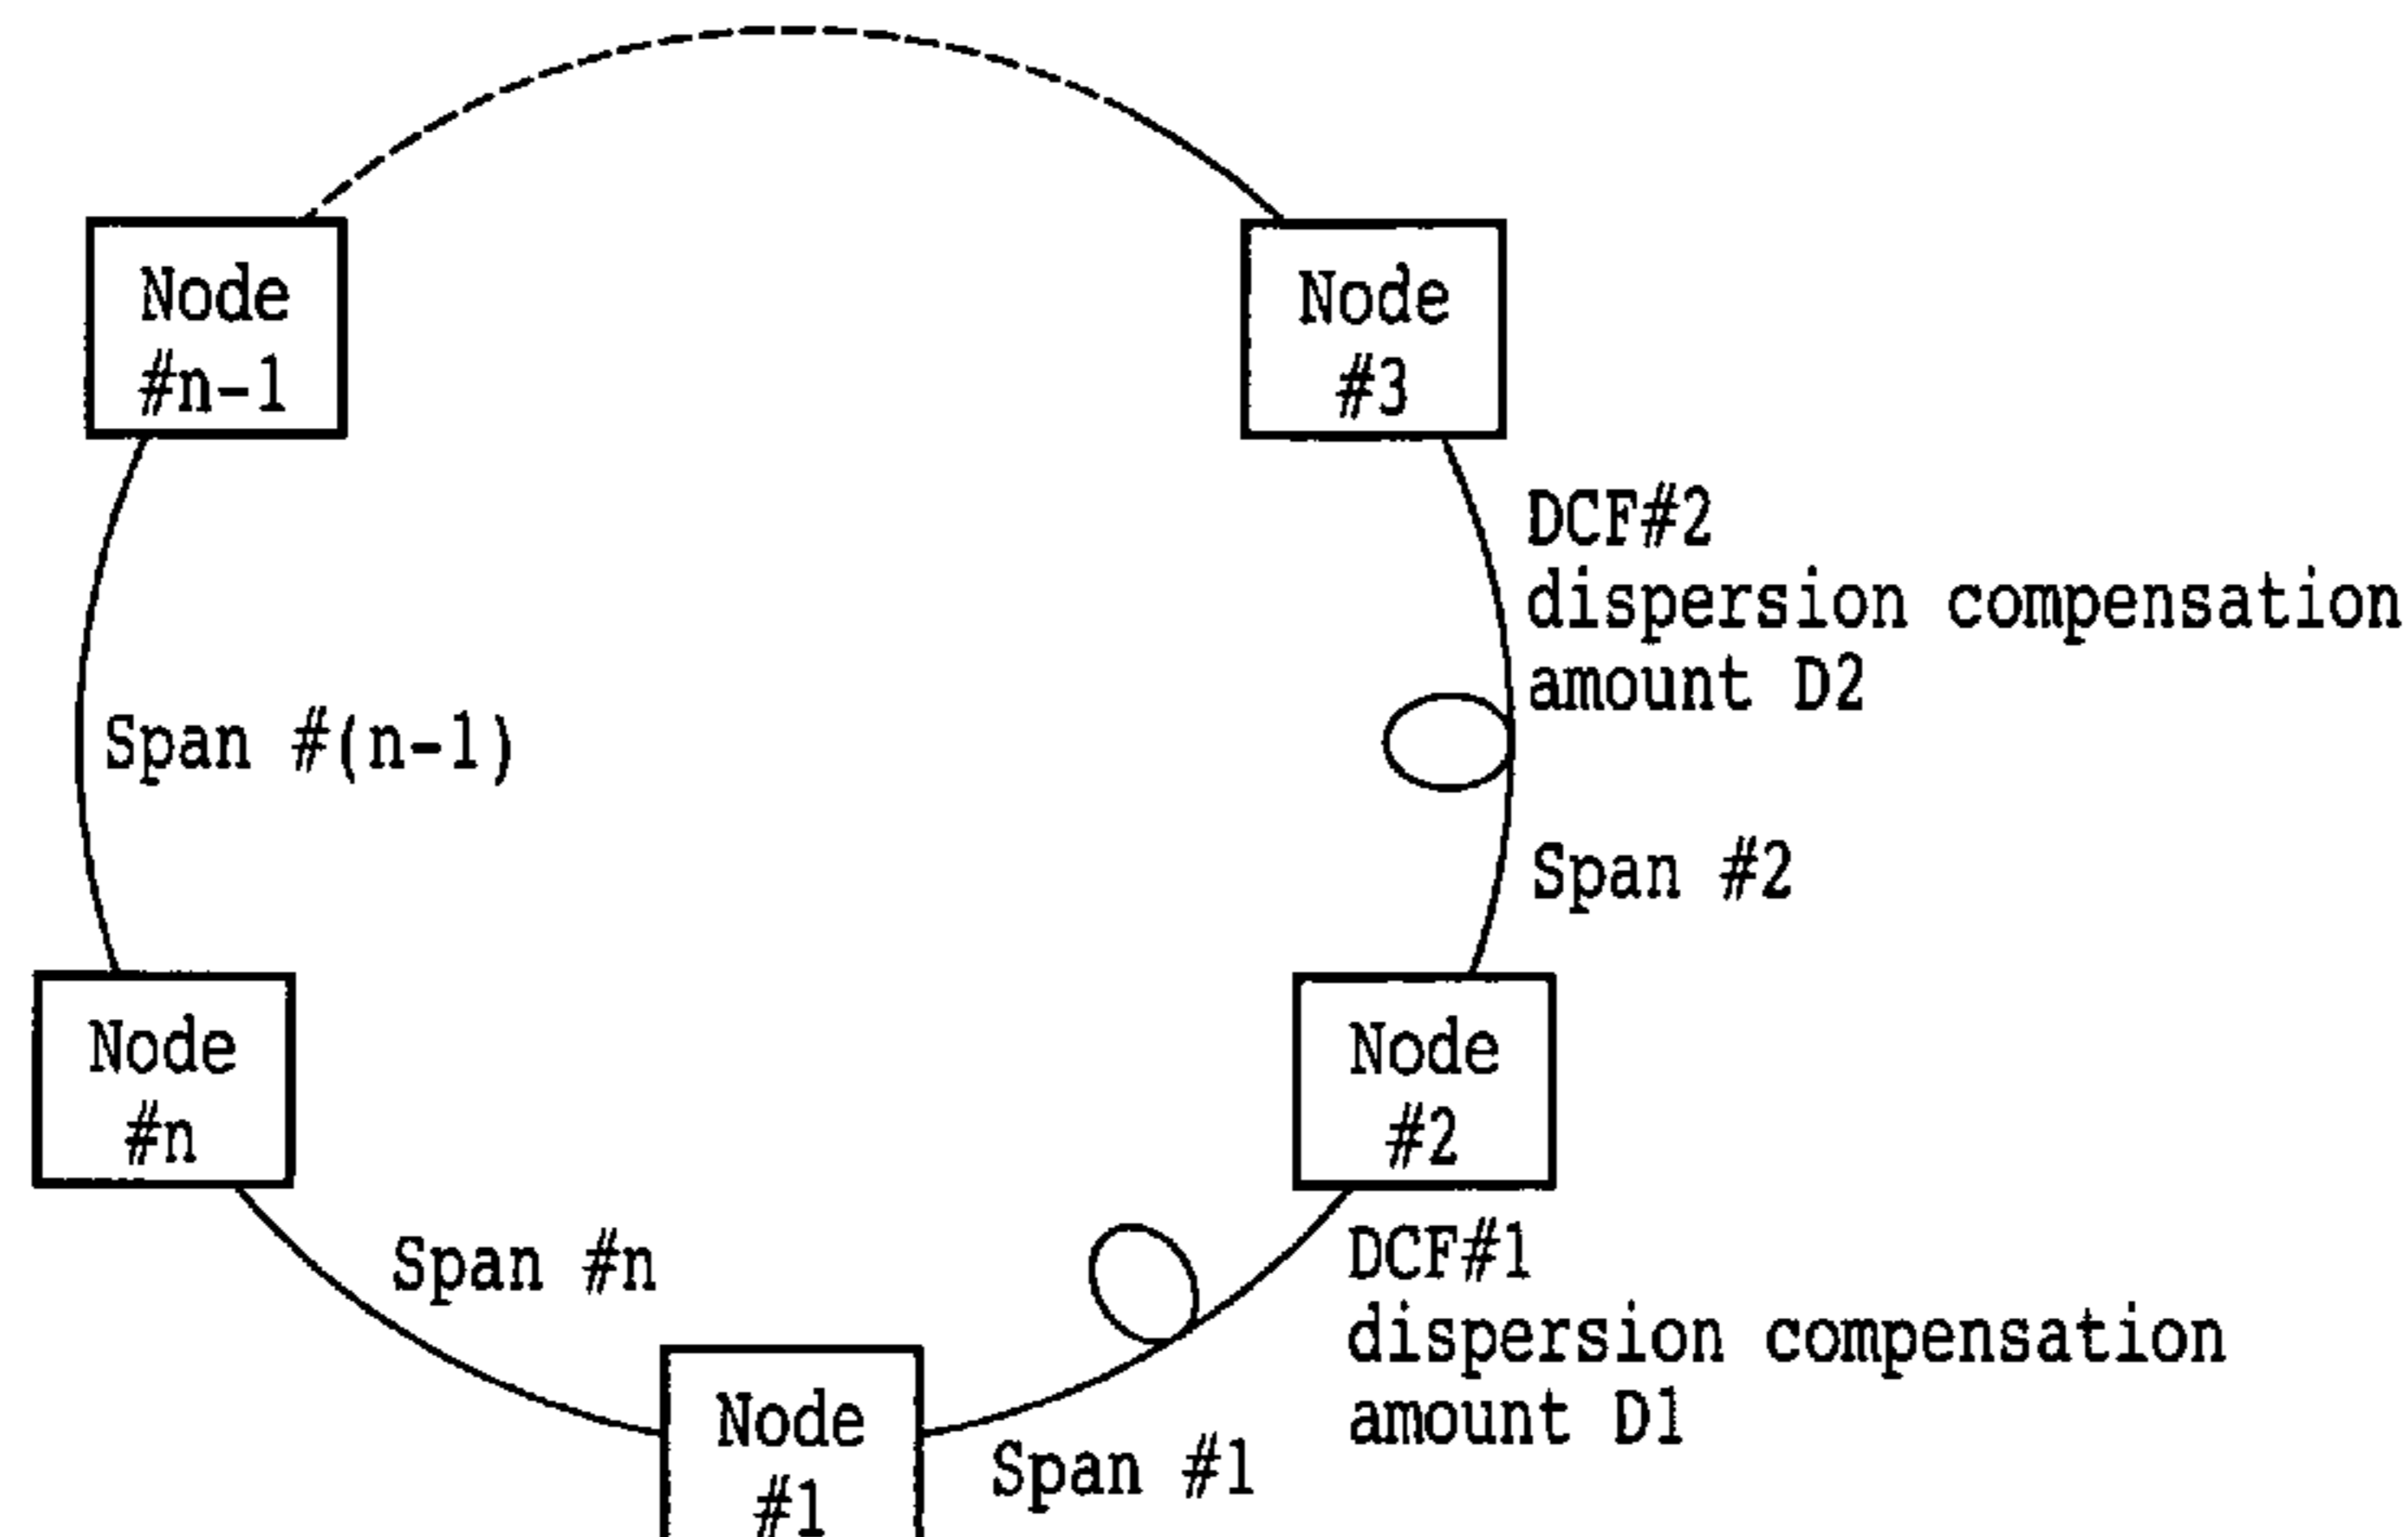 Node
#n-1
Node
#3
DCF#2
dispersion compensation
amount D2
Span #(n-1)
Span #2
Node
#n
Node
#2
Span #n
DCF#1
dispersion compensation
amount D1
Node
#1
Span #1